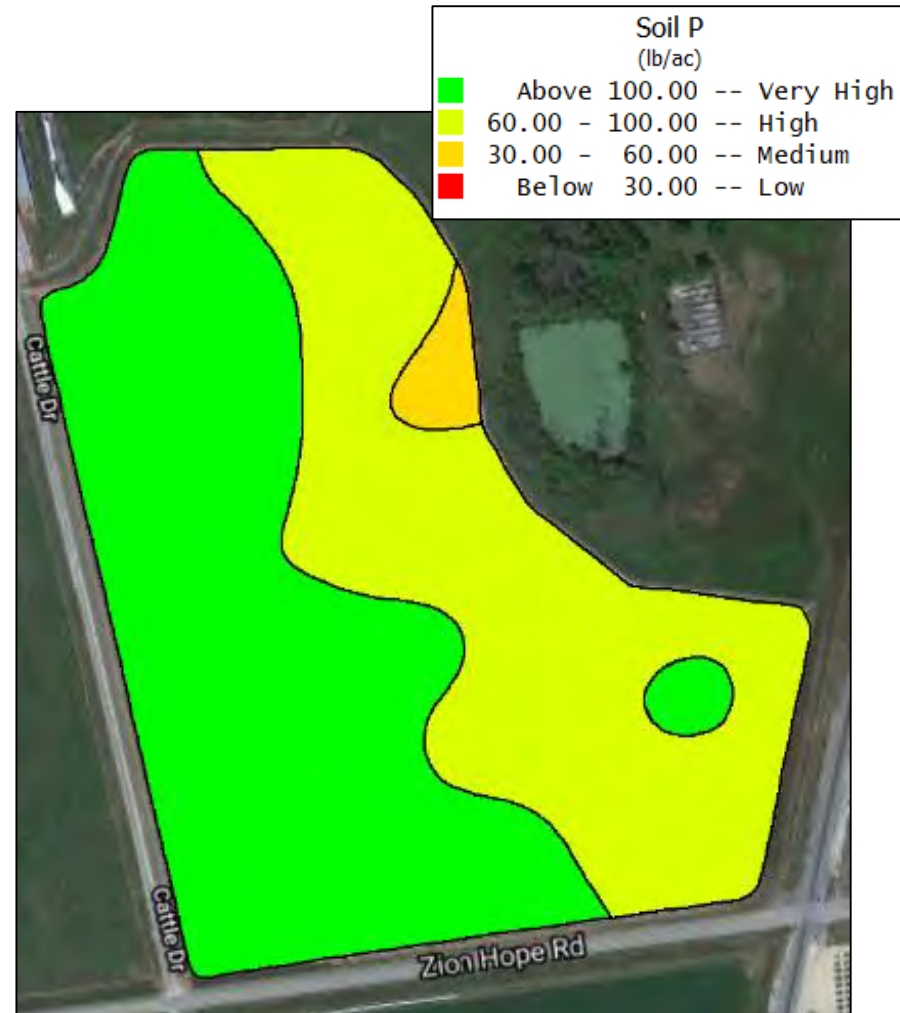 Soil P
(lb/ac)
Above 100.00 -- Very High
60.00 - 100.00 -- High
30.00 - 60.00 -- Medium
Below 30.00 -- Low
Cattle Dr
Cattle Dr
Zion Hope Rd